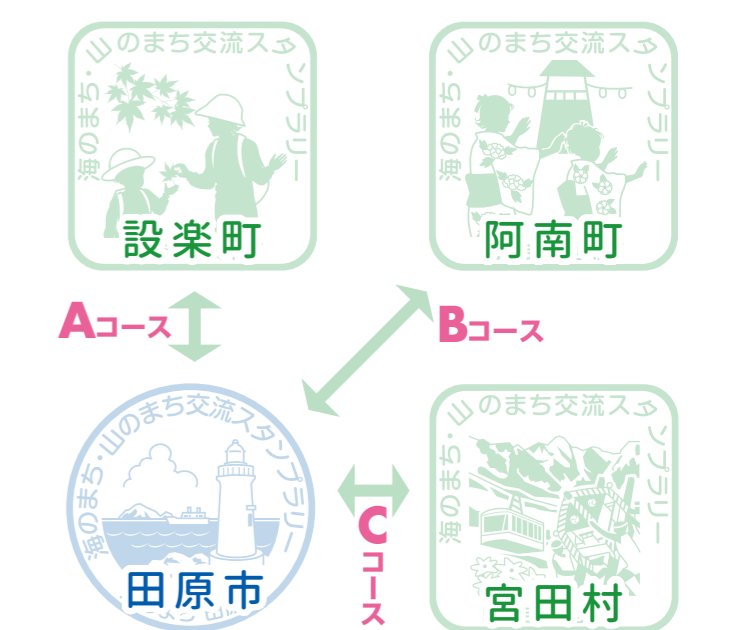 海のまち・山のまち交流スタンプラリー
設楽町
海のまち・山のまち交流スタンプラリー
阿南町
Aコース
Bコース
海のまち・山のまち交流スタンプラリー
田原市
Cコース
海のまち・山のまち交流スタンプラリー
宮田村